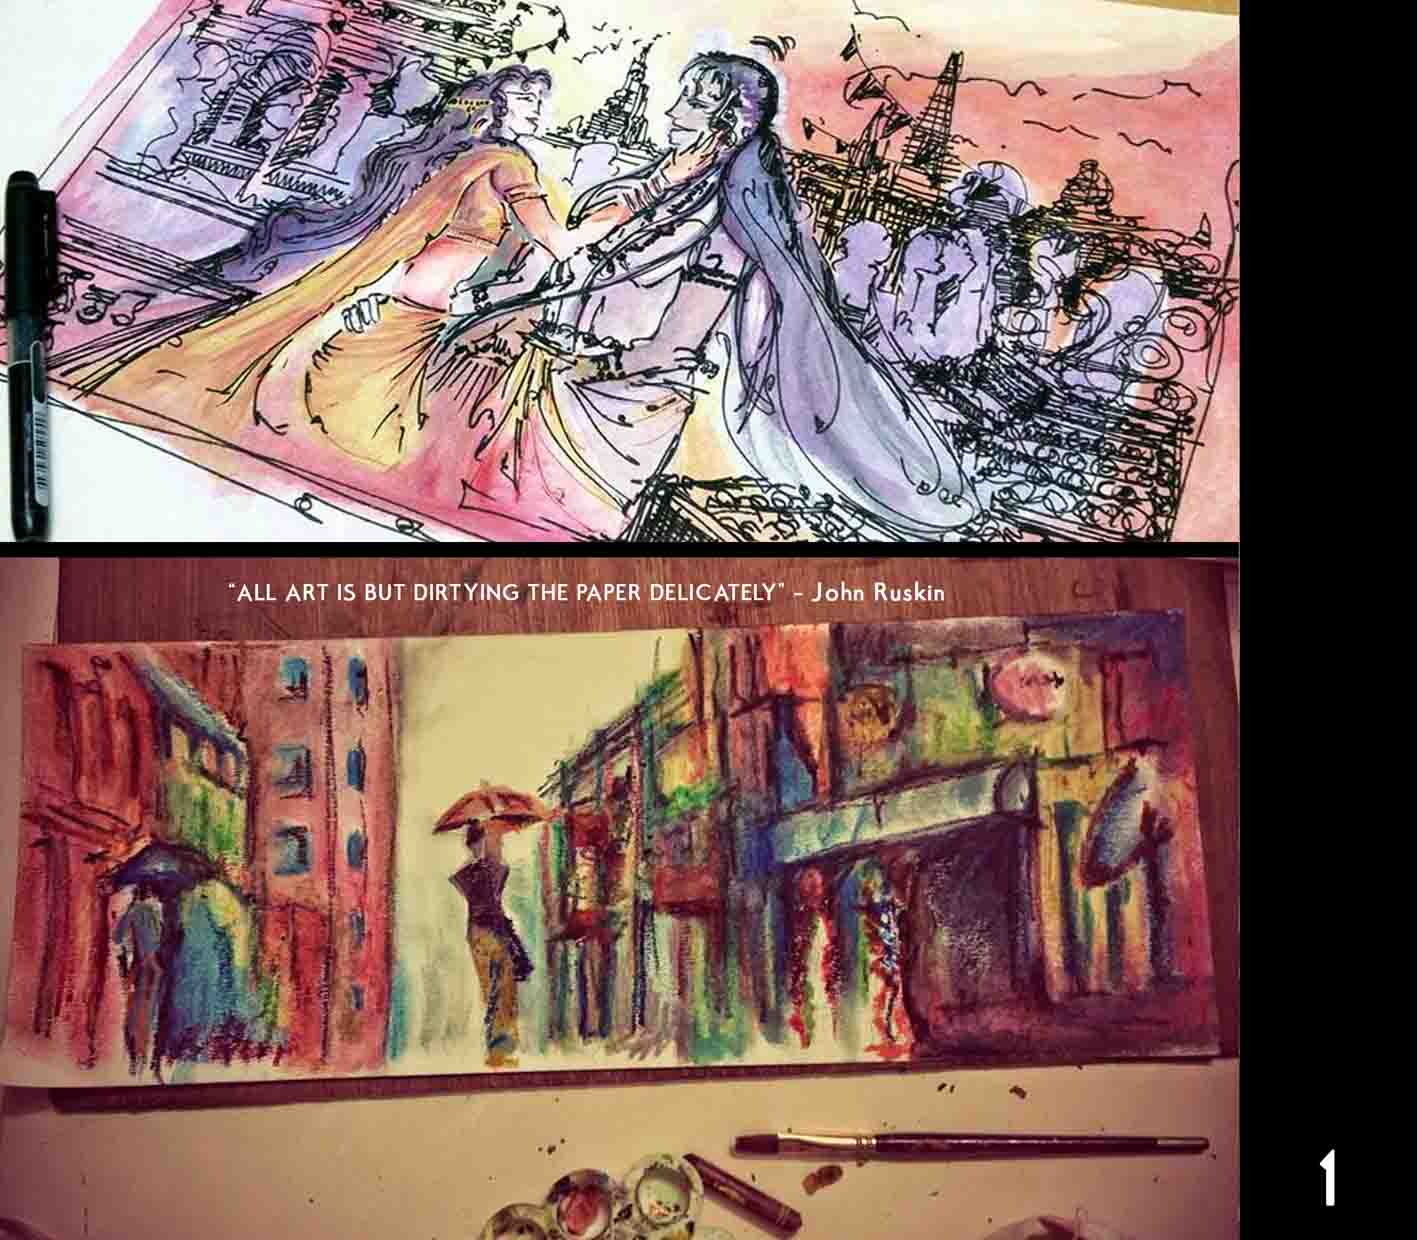 “ALL ART IS BUT DIRTYING THE PAPER DELICATELY” – John Ruskin
1